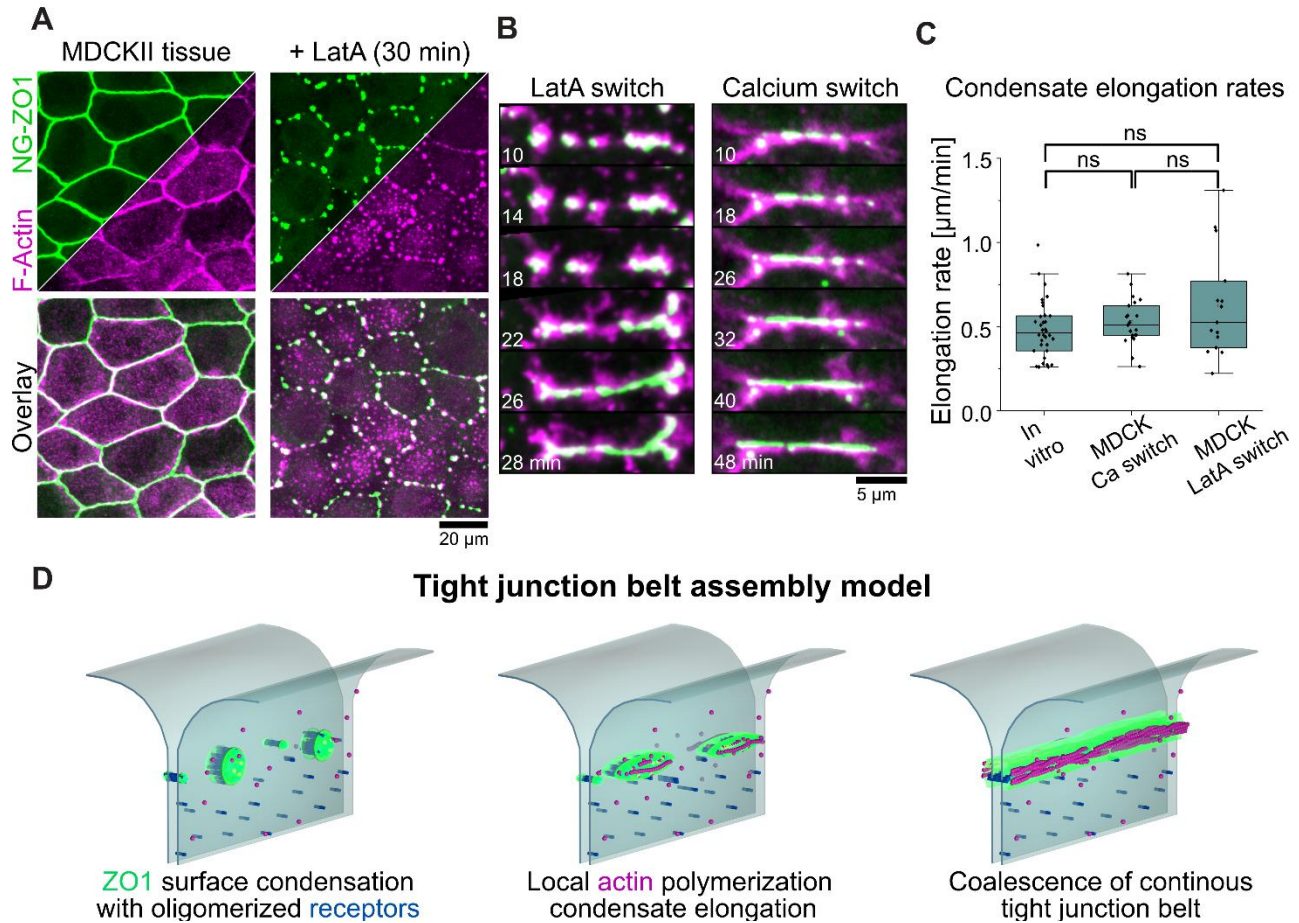 A
MDCKII tissue
+ LatA (30 min)
NG-ZO1
F-Actin
Overlay
20 µm
B
LatA switch
Calcium switch
10
14
18
22
26
28 min
10
18
26
32
40
48 min
5 µm
C
Condensate elongation rates
ns
ns
ns
Elongation rate [µm/min]
1.5
1.0
0.5
0.0
In
vitro
MDCK
Ca switch
MDCK
LatA switch
D
Tight junction belt assembly model
ZO1 surface condensation
with oligomerized receptors
Local actin polymerization
condensate elongation
Coalescence of continous
tight junction belt